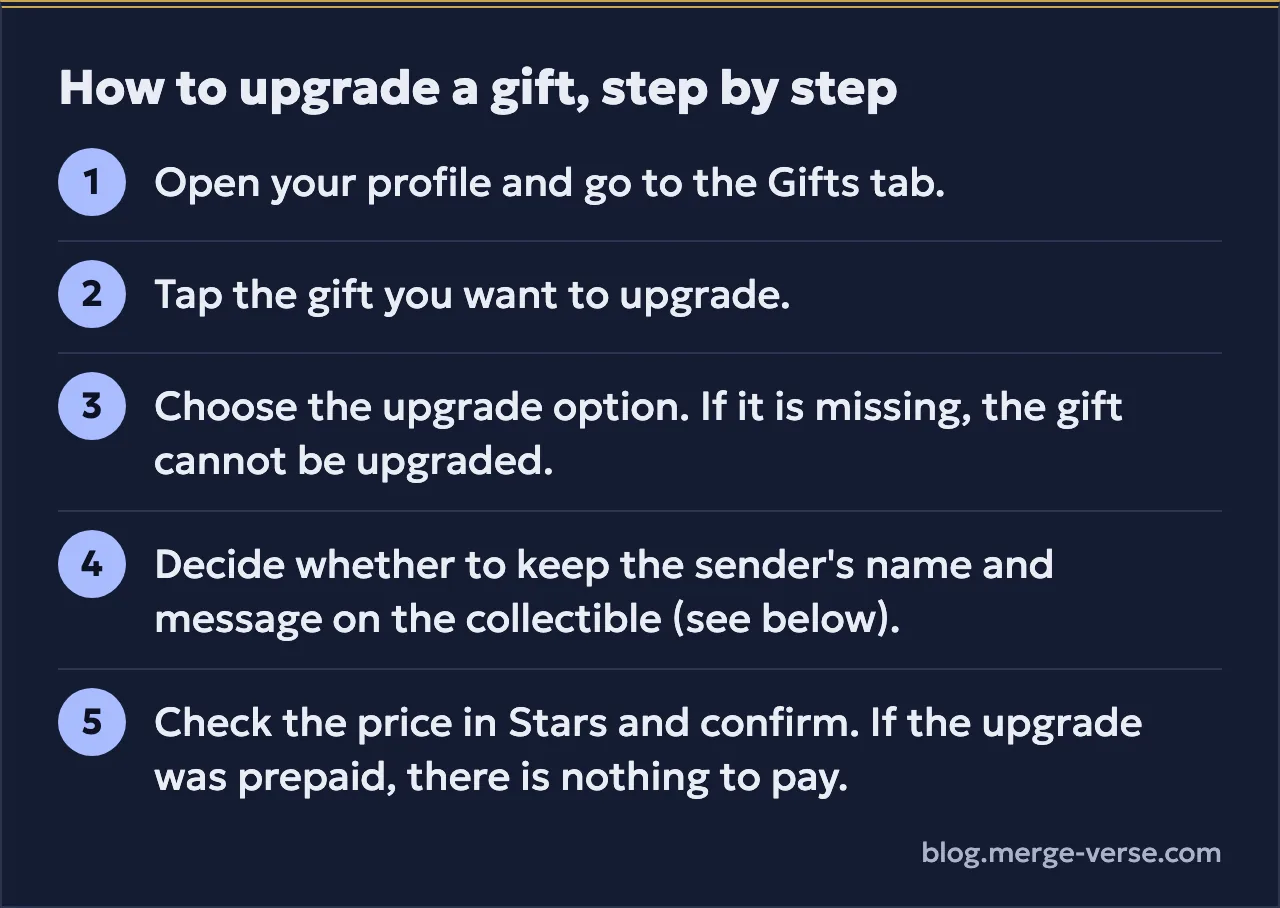 How to upgrade a gift, step by step
1 Open your profile and go to the Gifts tab.
2 Tap the gift you want to upgrade.
3 Choose the upgrade option. If it is missing, the gift
cannot be upgraded.
4 Decide whether to keep the sender's name and
message on the collectible (see below).
5 Check the price in Stars and confirm. If the upgrade
was prepaid, there is nothing to pay.
blog.merge-verse.com